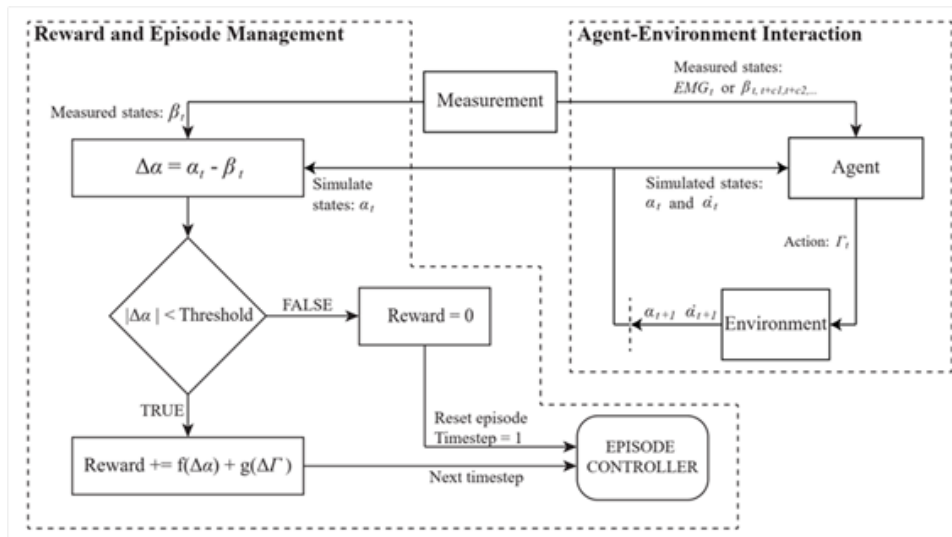 Reward and Episode Management
Agent-Environment Interaction
Measurement
Measured states:
EMG_t or β_t, t+c1,t+c2,...
Measured states: β_t
Δα = α_t - β_t
Agent
Simulate
states: α_t
Simulated states:
α_t and α̇_t
Action: Γ_t
|Δα| < Threshold
FALSE
Reward = 0
α_t+1 α̇_t+1
Environment
TRUE
Reset episode
Timestep = 1
EPISODE
CONTROLLER
Reward += f(Δα) + g(ΔΓ)
Next timestep